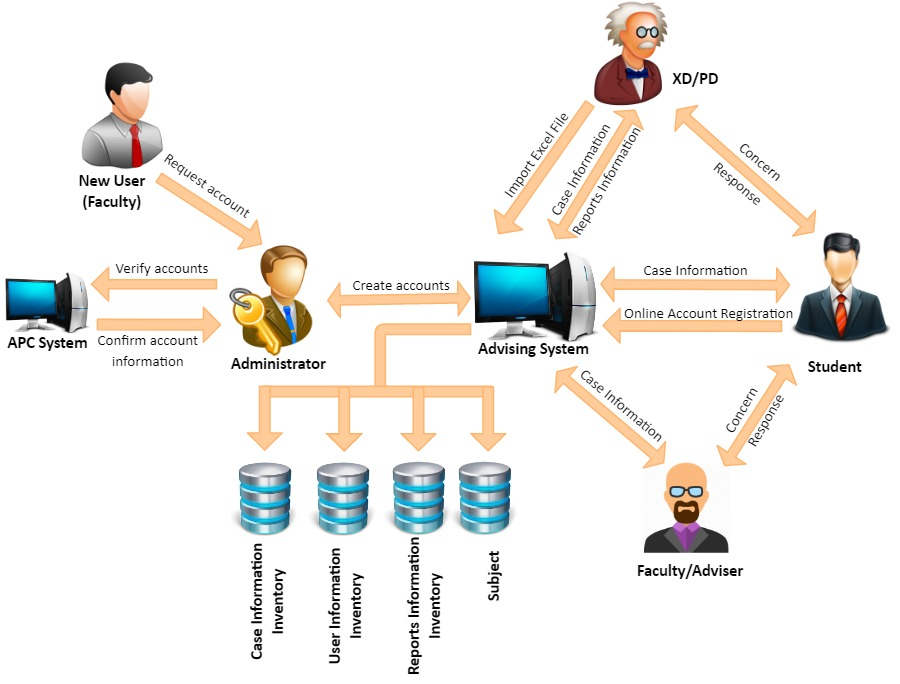 XD/PD
New User
(Faculty)
Request account
Import Excel File
Case Information
Reports Information
Concern
Response
Verify accounts
APC System
Confirm account
information
Administrator
Create accounts
Advising System
Case Information
Online Account Registration
Student
Case Information
Concern
Response
Faculty/Adviser
Case Information
Inventory
User Information
Inventory
Reports Information
Inventory
Subject